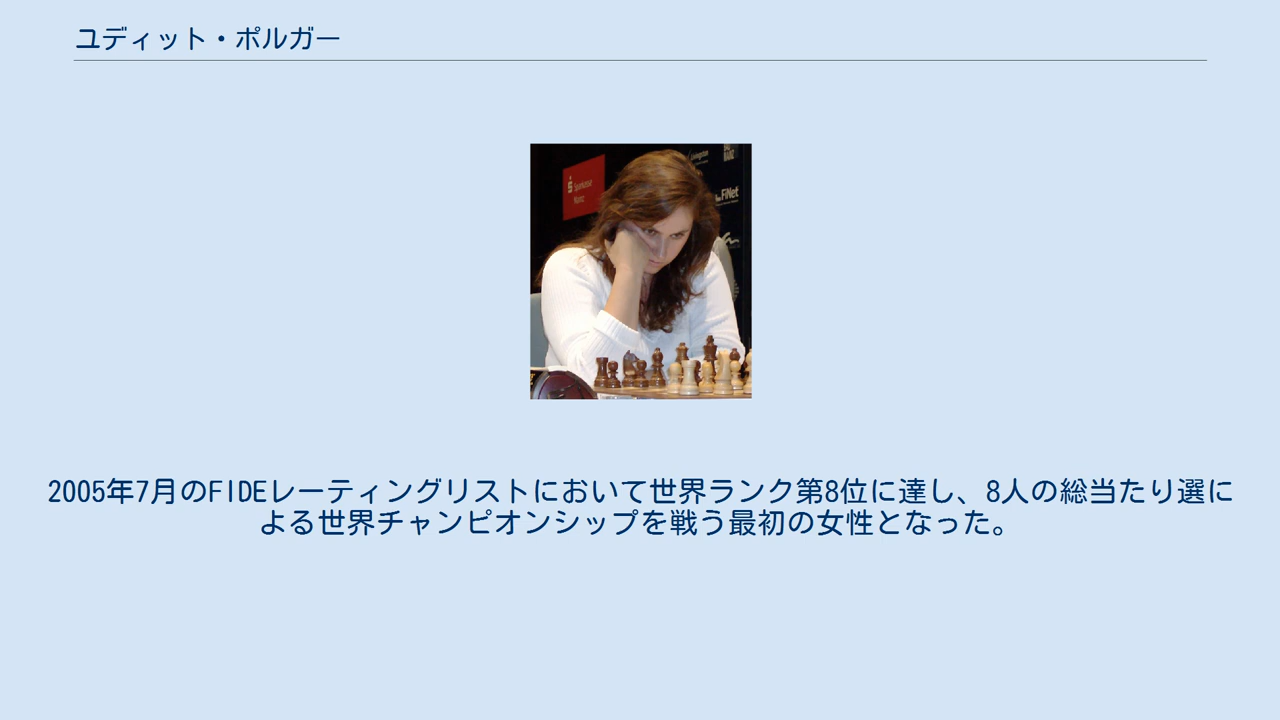 ユディット・ポルガー
Livingston
Sparkasse
FiNet
2005年7月のFIDEレーティングリストにおいて世界ランク第8位に達し、8人の総当たり選に
よる世界チャンピオンシップを戦う最初の女性となった。